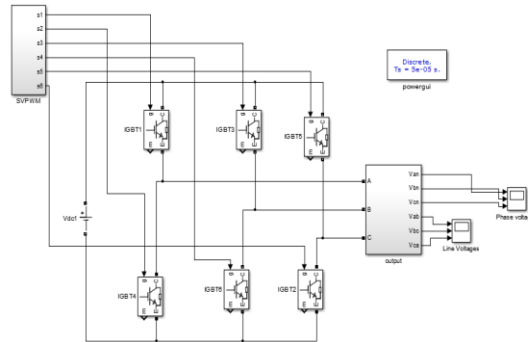 s1
s2
s3
s4
s5
s6
SVPWM
Discrete,
Ts = 5e-05 s.
powergui
g C
IGBT1
m E
g C
IGBT3
m E
g C
IGBT5
m E
Vdc1
+
A
B
C
Van
Vbn
Vcn
Vab
Vbc
Vca
output
Phase volta
Line Voltages
g C
IGBT4
m E
g C
IGBT6
m E
g C
IGBT2
m E